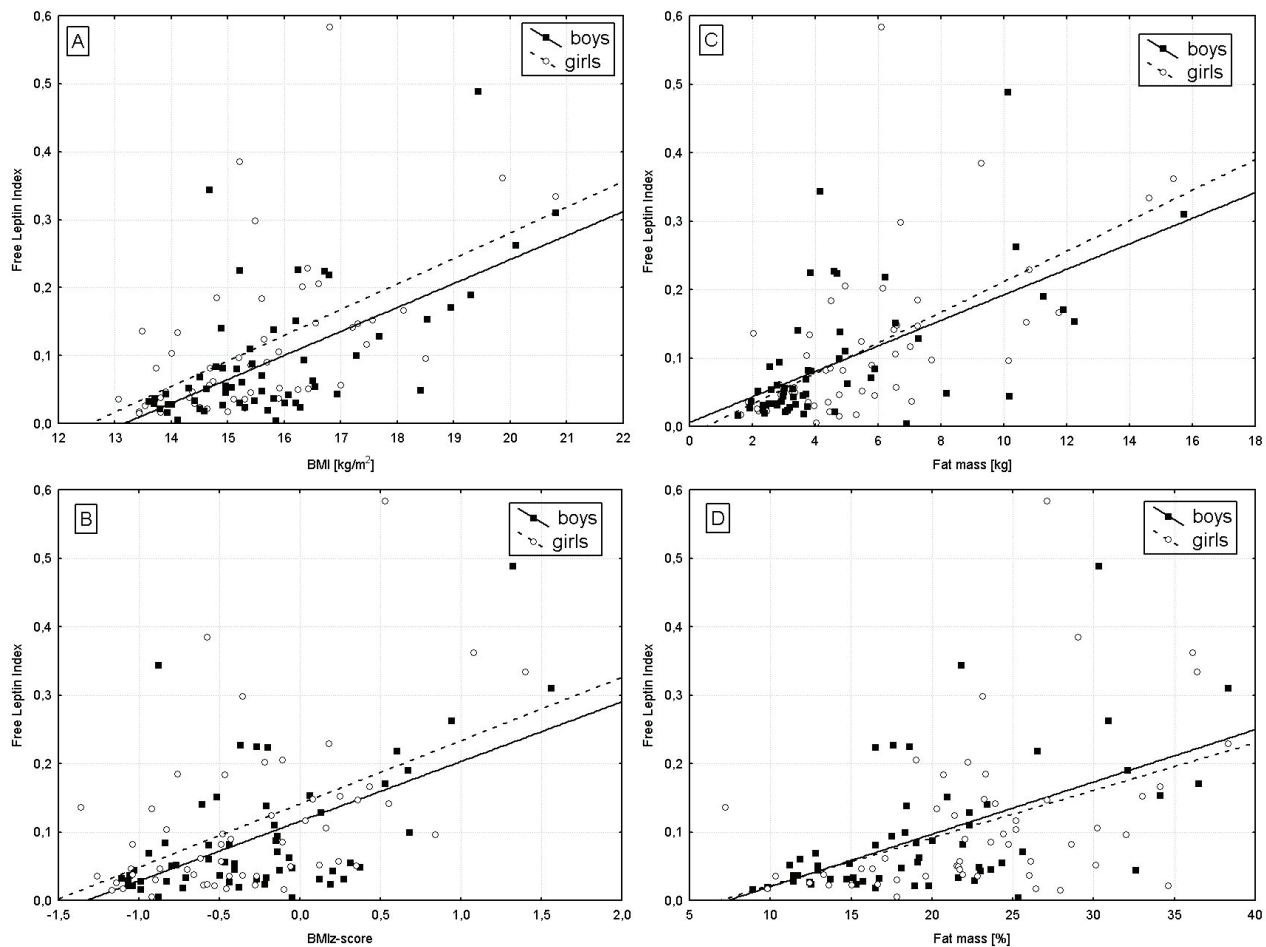 A
boys
girls
Free Leptin Index
0,6
0,5
0,4
0,3
0,2
0,1
0,0
12 13 14 15 16 17 18 19 20 21 22
BMI [kg/m²]
C
boys
girls
Free Leptin Index
0,6
0,5
0,4
0,3
0,2
0,1
0,0
0 2 4 6 8 10 12 14 16 18
Fat mass [kg]
B
boys
girls
Free Leptin Index
0,6
0,5
0,4
0,3
0,2
0,1
0,0
-1,5 -1,0 -0,5 0,0 0,5 1,0 1,5 2,0
BMIz-score
D
boys
girls
Free Leptin Index
0,6
0,5
0,4
0,3
0,2
0,1
0,0
5 10 15 20 25 30 35 40
Fat mass [%]